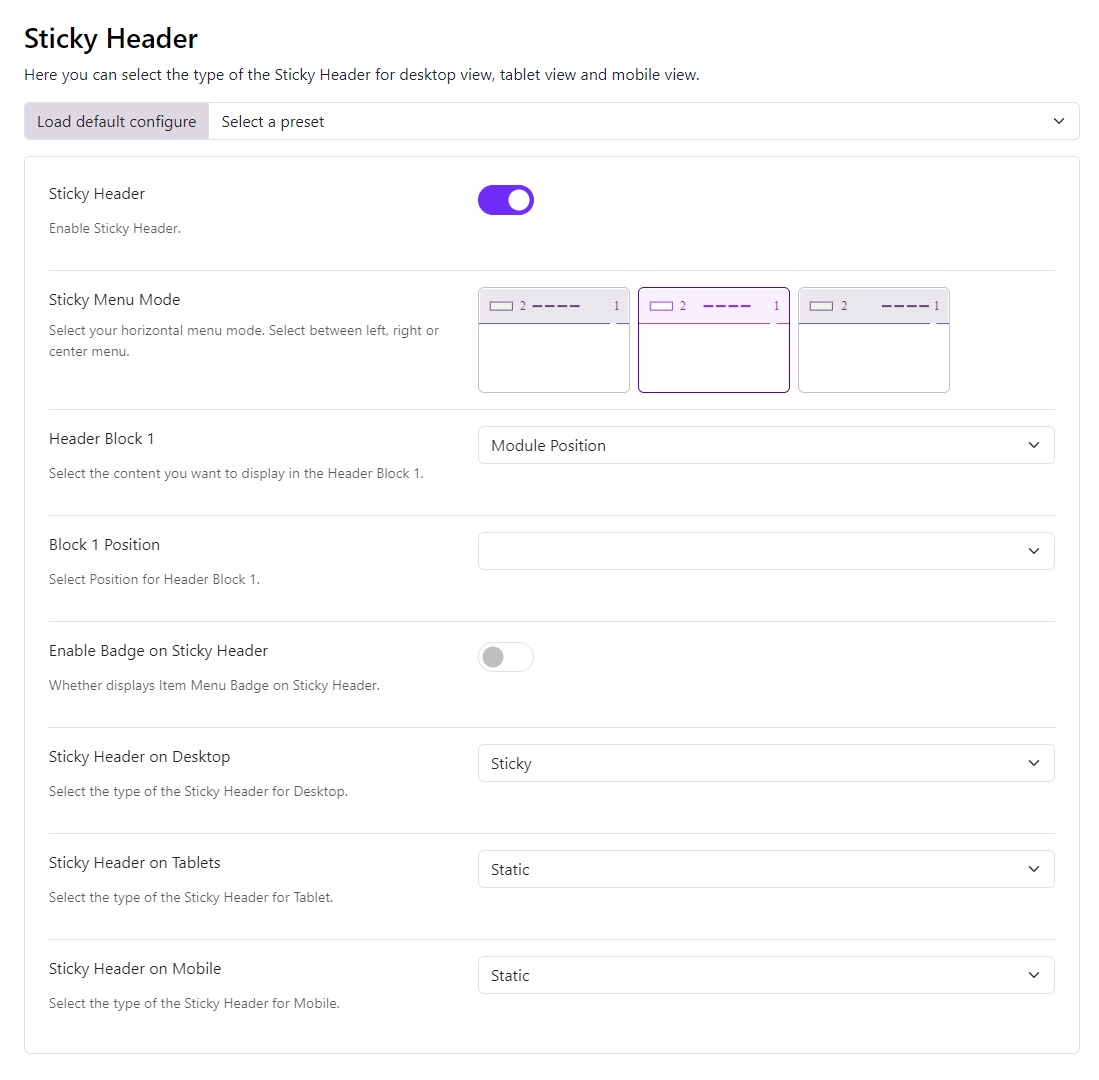 Sticky Header
Here you can select the type of the Sticky Header for desktop view, tablet view and mobile view.
Load default configure Select a preset
Sticky Header
Enable Sticky Header.
Sticky Menu Mode
2 1 2 1 2 1
Select your horizontal menu mode. Select between left, right or
center menu.
Header Block 1
Module Position
Select the content you want to display in the Header Block 1.
Block 1 Position
Select Position for Header Block 1.
Enable Badge on Sticky Header
Whether displays Item Menu Badge on Sticky Header.
Sticky Header on Desktop
Sticky
Select the type of the Sticky Header for Desktop.
Sticky Header on Tablets
Static
Select the type of the Sticky Header for Tablet.
Sticky Header on Mobile
Static
Select the type of the Sticky Header for Mobile.